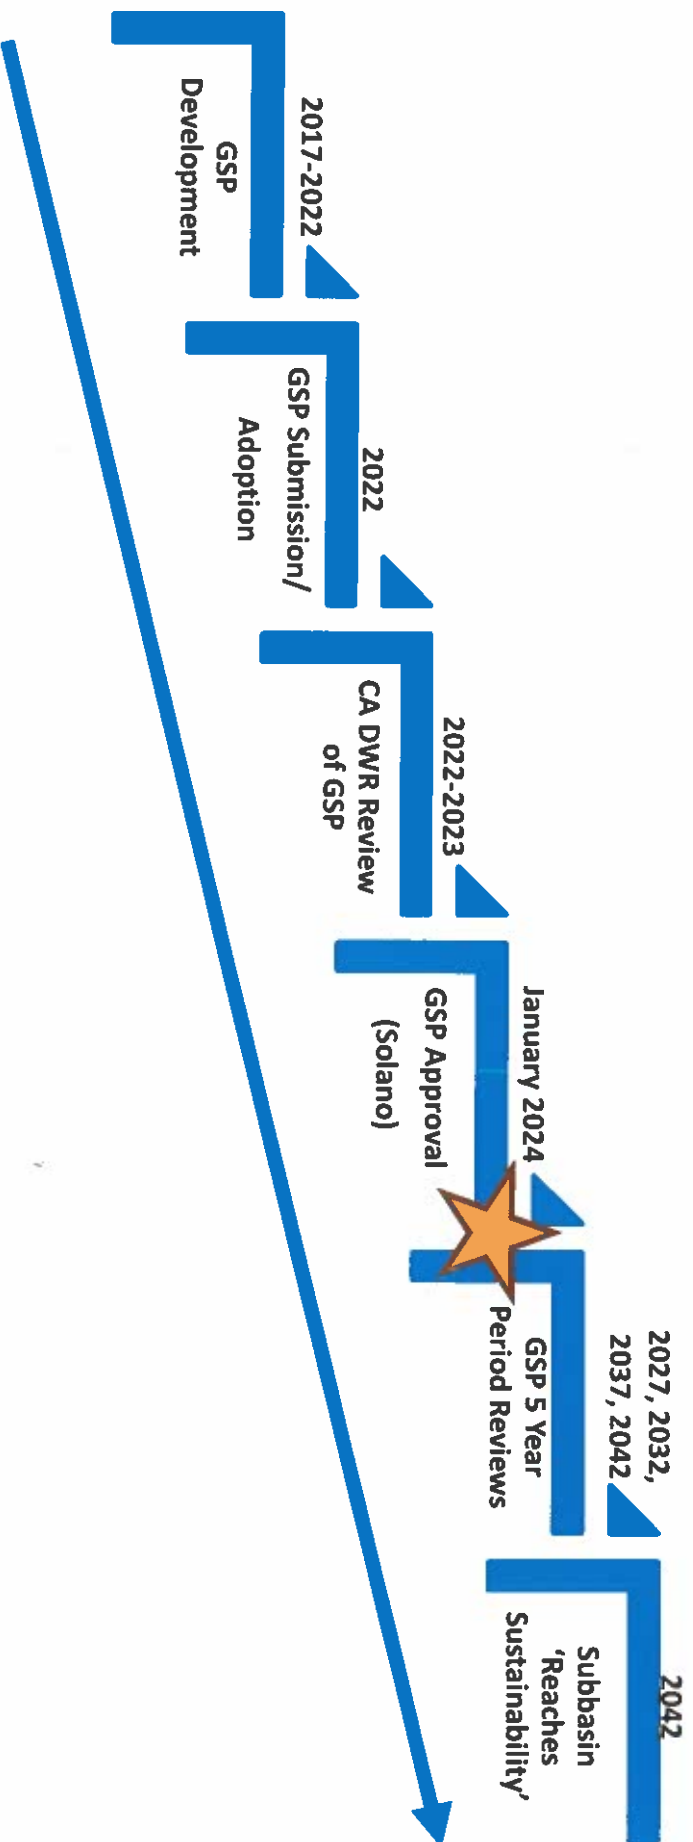 2017-2022
GSP
Development
2022
GSP Submission/
Adoption
2022-2023
CA DWR Review
of GSP
January 2024
GSP Approval
(Solano)
2027, 2032,
2037, 2042
GSP 5 Year
Period Reviews
2042
Subbasin
‘Reaches
Sustainability’